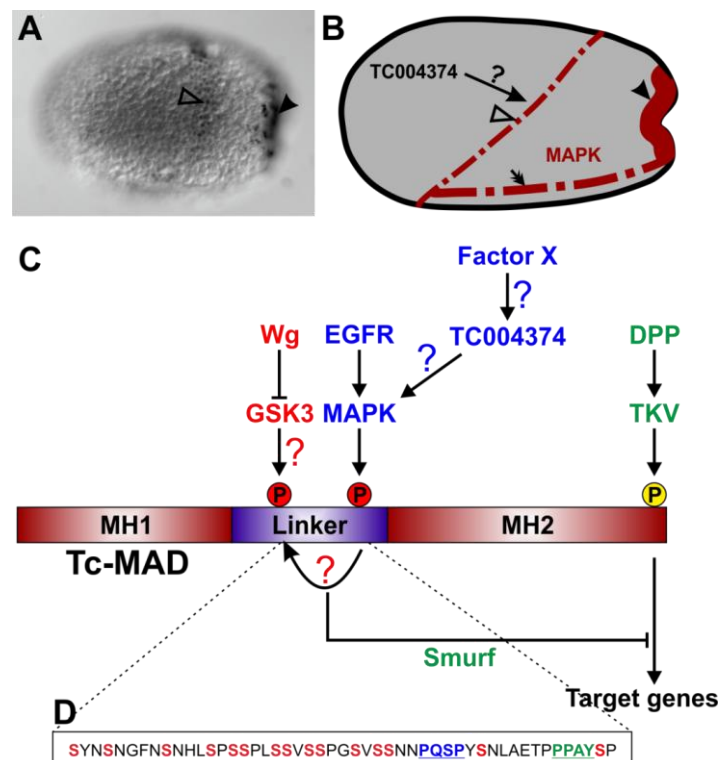 A
B
TC004374
?
MAPK
C
Factor X
?
Wg EGFR ? TC004374 DPP
GSK3 MAPK TKV
?
P P P
MH1 Linker MH2
Tc-MAD
?
Smurf
Target genes
D
SYNSNGFNSNHLSPSSPLSSVSSPGSVSSNNPQSPYSNLAETPPPAYSP